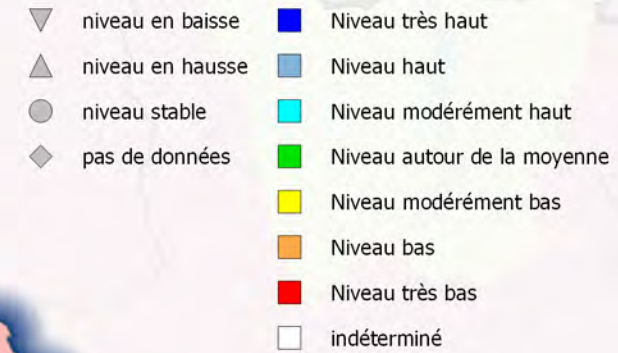 niveau en baisse
niveau en hausse
niveau stable
pas de données
Niveau très haut
Niveau haut
Niveau modérément haut
Niveau autour de la moyenne
Niveau modérément bas
Niveau bas
Niveau très bas
indéterminé